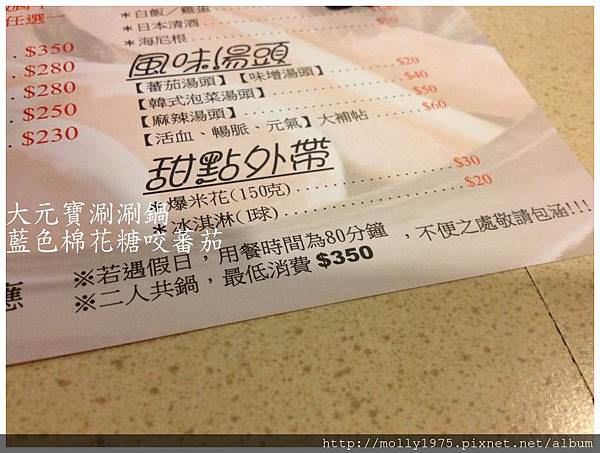 任選一
＊白飯／雞蛋
＊日本清酒
＊海尼根
$350
$280
$280
$250
$230
風味湯頭
【番茄湯頭】【味增湯頭】 $20
【韓式泡菜湯頭】 $40
【麻辣湯頭】 $50
【活血、暢脈、元氣】大補帖 $60
甜點外帶
爆米花(150克) $30
＊冰淇淋(1球) $20
大元寶涮涮鍋
藍色棉花糖咬蕃茄
應
※若遇假日，用餐時間為80分鐘 ，不便之處敬請包涵!!!
※二人共鍋，最低消費 $350
http://molly1975.pixnet.net/album